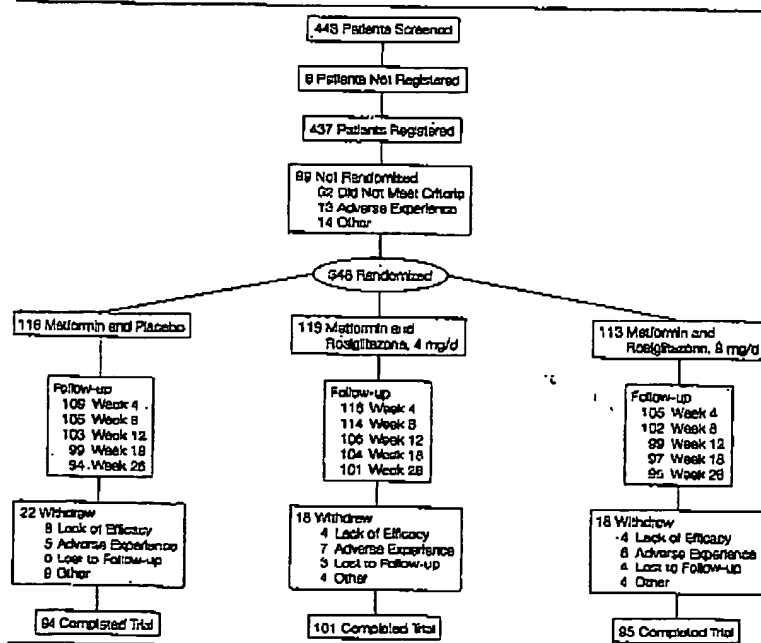 443 Patients Screened
6 Patients Not Registered
437 Patients Registered
89 Not Randomized
62 Did Not Meet Criteria
13 Adverse Experience
14 Other
348 Randomized
116 Metformin and Placebo
Follow-up
109 Week 4
105 Week 8
103 Week 12
99 Week 18
94 Week 26
22 Withdrew
8 Lack of Efficacy
5 Adverse Experience
0 Lost to Follow-up
9 Other
94 Completed Trial
119 Metformin and
Rosiglitazone, 4 mg/d
Follow-up
116 Week 4
114 Week 8
106 Week 12
104 Week 18
101 Week 26
18 Withdrew
4 Lack of Efficacy
7 Adverse Experience
3 Lost to Follow-up
4 Other
101 Completed Trial
113 Metformin and
Rosiglitazone, 8 mg/d
Follow-up
105 Week 4
102 Week 8
99 Week 12
97 Week 18
95 Week 26
18 Withdrew
4 Lack of Efficacy
6 Adverse Experience
4 Lost to Follow-up
4 Other
95 Completed Trial